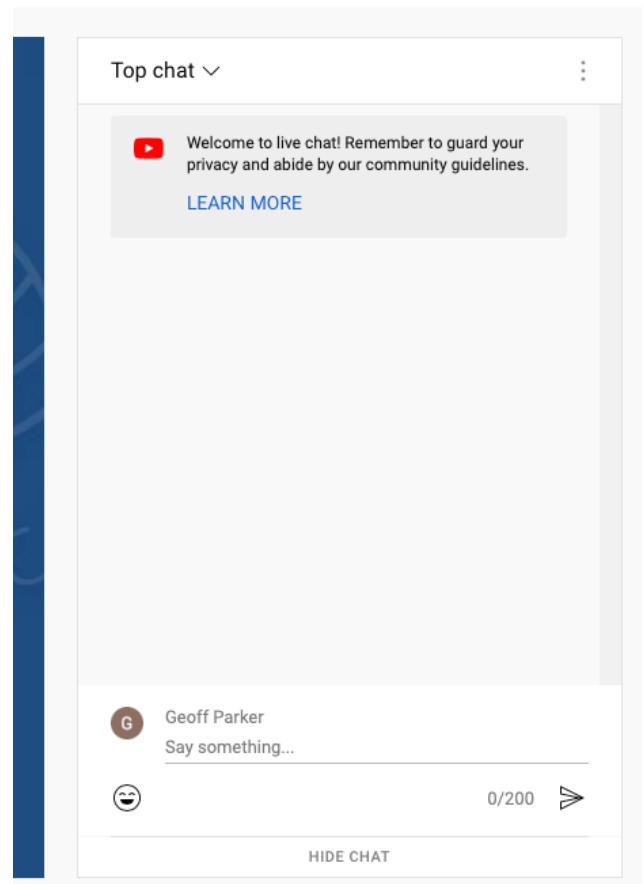 Top chat
Welcome to live chat! Remember to guard your
privacy and abide by our community guidelines.
LEARN MORE
G
Geoff Parker
Say something...
0/200
HIDE CHAT